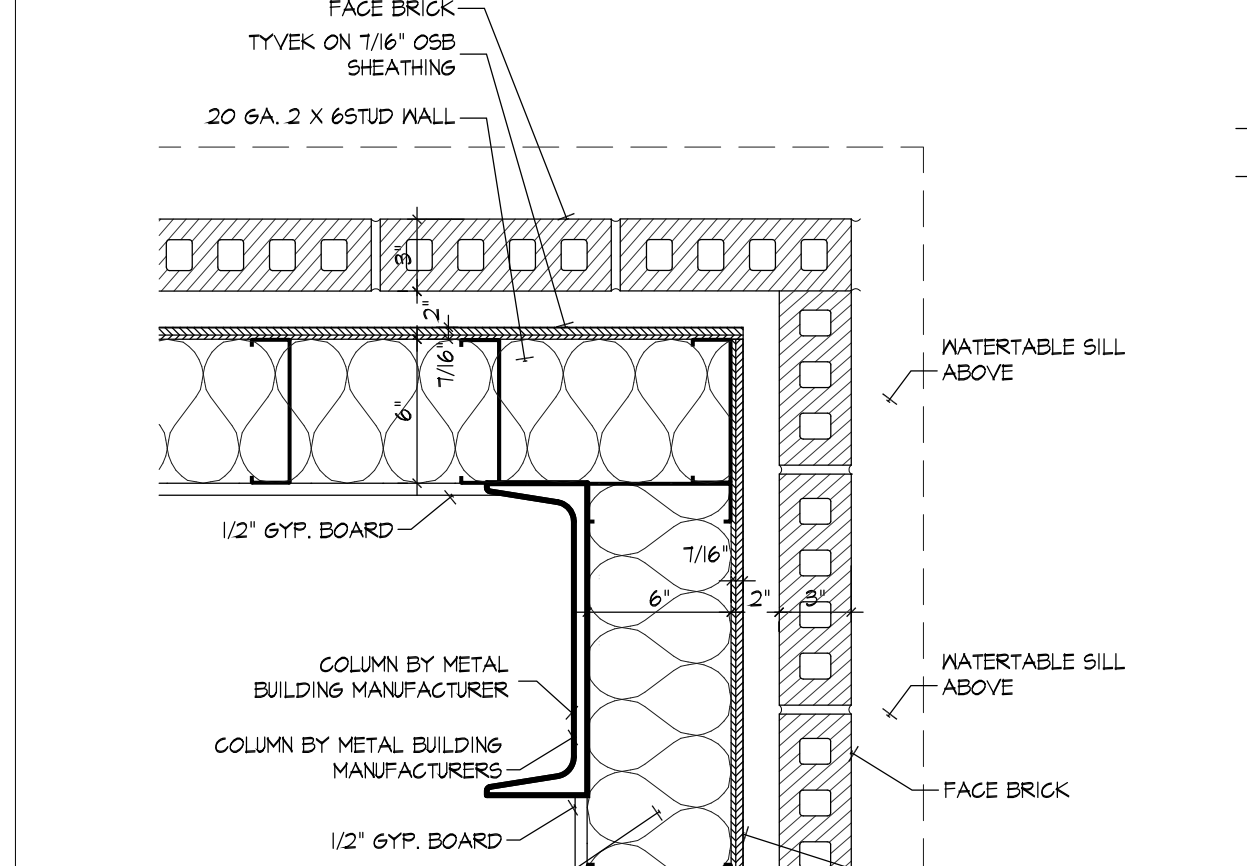 FACE BRICK
TYVEK ON 7/16" OSB
SHEATHING
20 GA. 2 X 6STUD WALL
3"
2"
7/16"
6"
WATERTABLE SILL
ABOVE
1/2" GYP. BOARD
7/16"
6"
2"
3"
COLUMN BY METAL
BUILDING MANUFACTURER
WATERTABLE SILL
ABOVE
COLUMN BY METAL BUILDING
MANUFACTURERS
FACE BRICK
1/2" GYP. BOARD